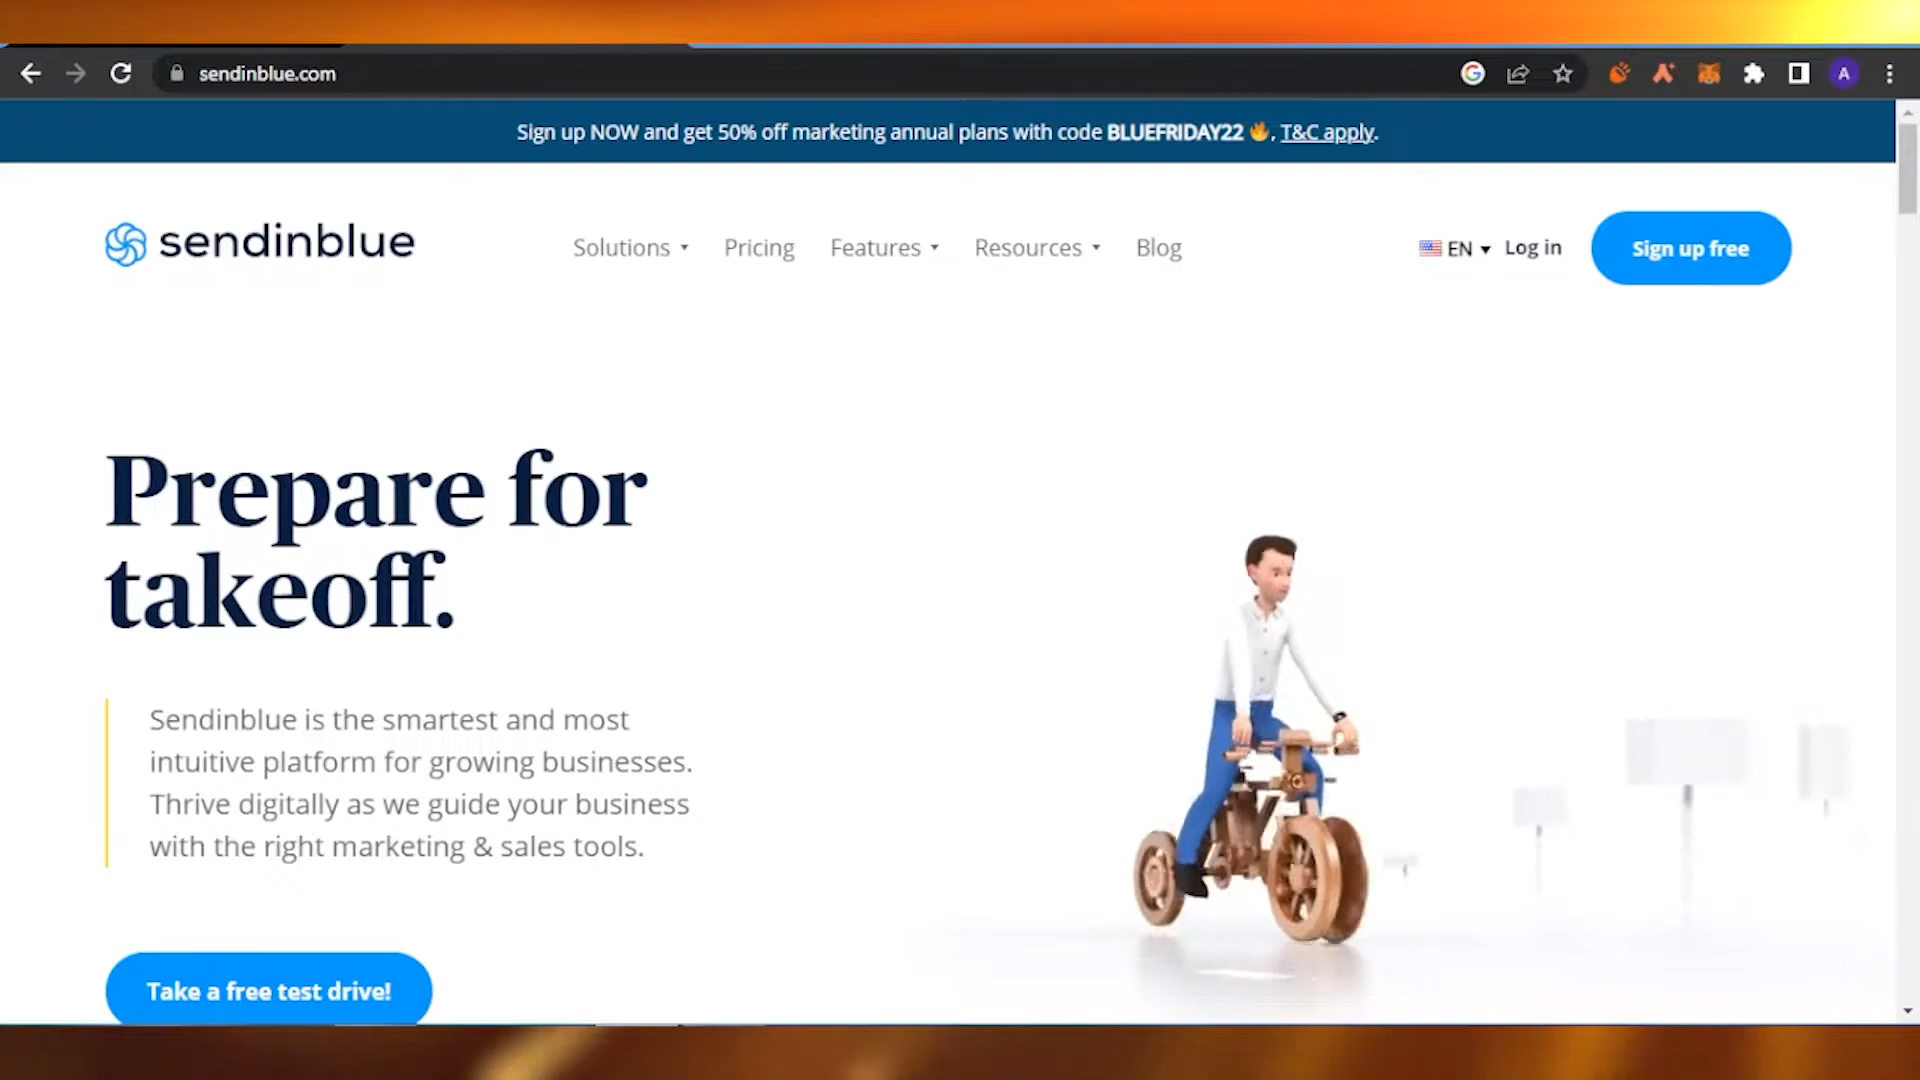 sendinblue.com
A
Sign up NOW and get 50% off marketing annual plans with code BLUEFRIDAY22 🔥, T&C apply.
sendinblue
Solutions
Pricing
Features
Resources
Blog
EN
Log in
Sign up free
Prepare for
takeoff.
Sendinblue is the smartest and most
intuitive platform for growing businesses.
Thrive digitally as we guide your business
with the right marketing & sales tools.
Take a free test drive!